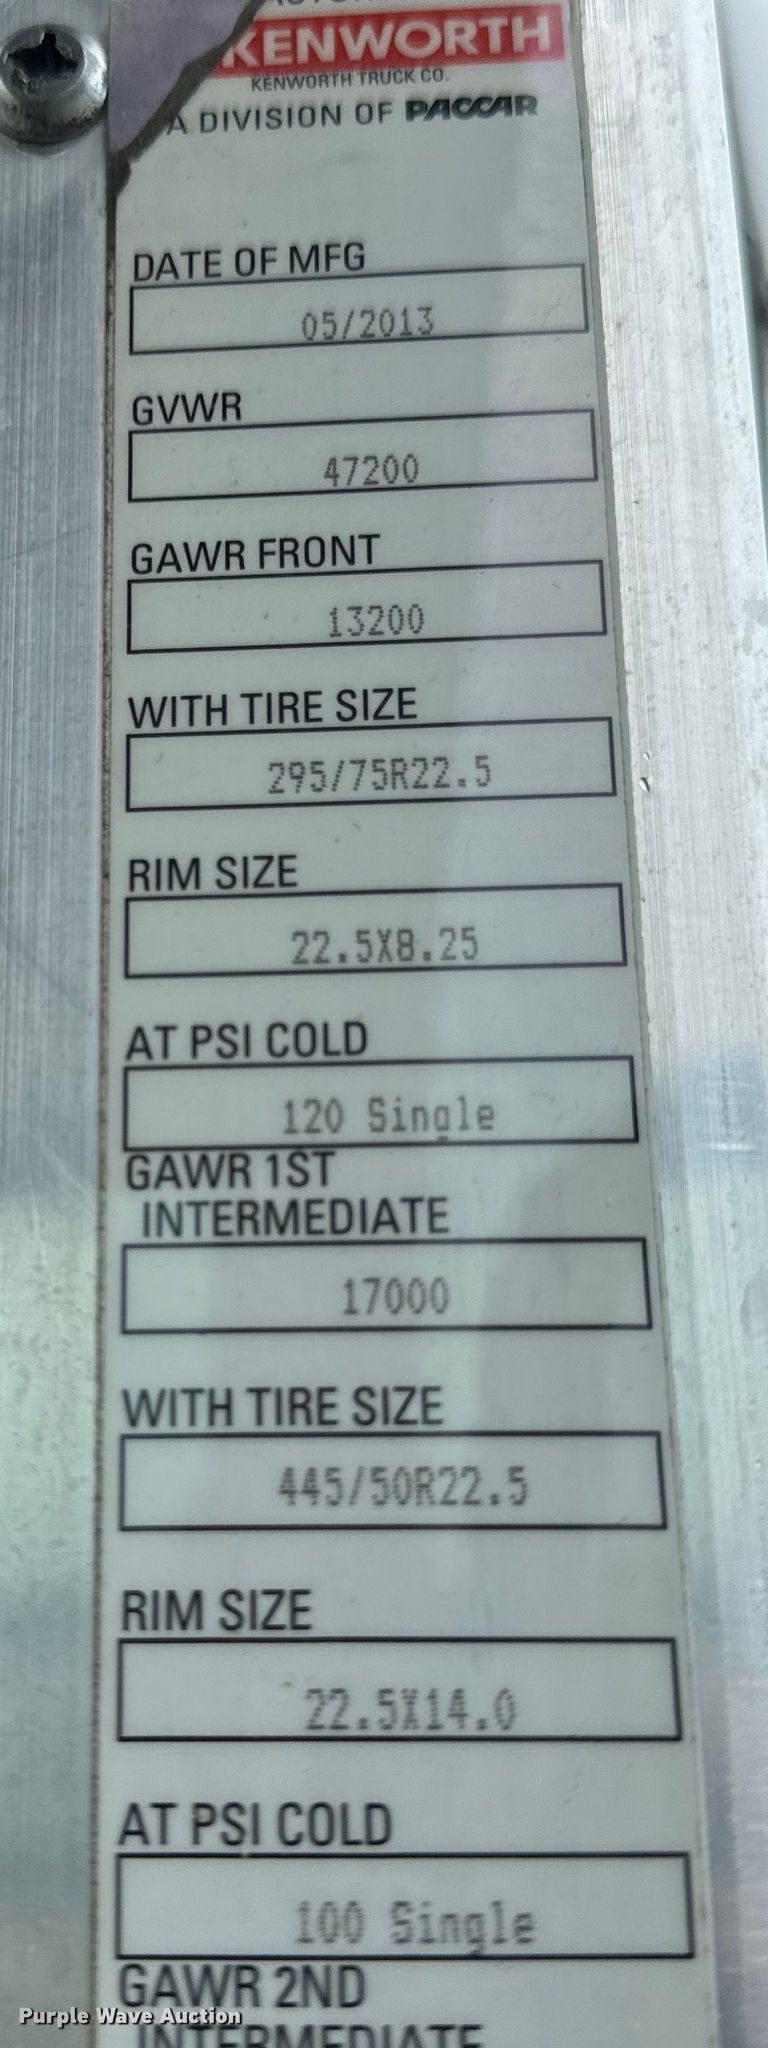 KENWORTH
KENWORTH TRUCK CO.
A DIVISION OF PACCAR
DATE OF MFG
05/2013
GVWR
47200
GAWR FRONT
13200
WITH TIRE SIZE
295/75R22.5
RIM SIZE
22.5X8.25
AT PSI COLD
120 Single
GAWR 1ST
INTERMEDIATE
17000
WITH TIRE SIZE
445/50R22.5
RIM SIZE
22.5X14.0
AT PSI COLD
100 Single
GAWR 2ND
INTERMEDIATE
Purple Wave Auction